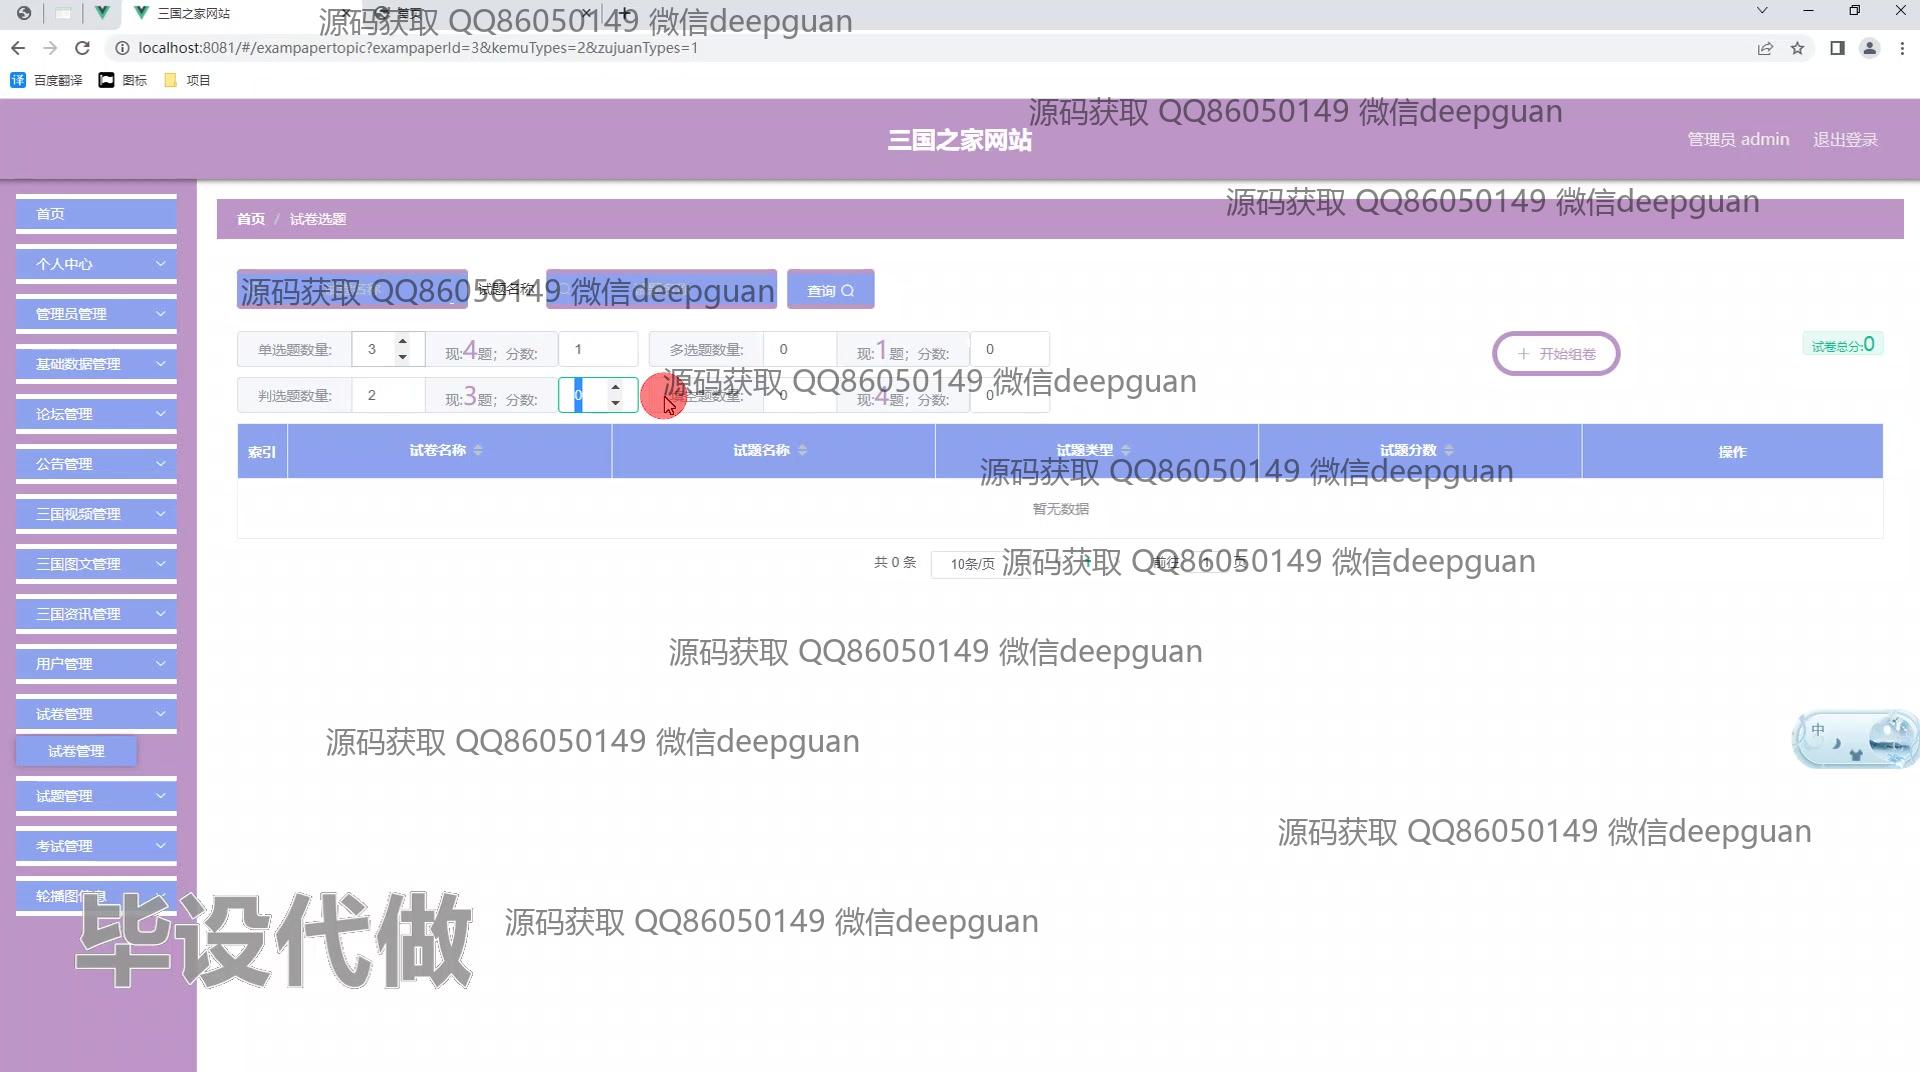 三国之家网站
首页
源码获取 QQ86050149 微信deepguan
localhost:8081/#/exampapertopic?exampaperId=3&kemuTypes=2&zujuanTypes=1
百度翻译 图标 项目
源码获取 QQ86050149 微信deepguan
三国之家网站
管理员 admin 退出登录
源码获取 QQ86050149 微信deepguan
首页 / 试卷选题
首页
个人中心
管理员管理
基础数据管理
论坛管理
公告管理
三国视频管理
三国图文管理
三国资讯管理
用户管理
试卷管理
试卷管理
试题管理
考试管理
轮播图信息
试题名称
查询
源码获取 QQ86050149 微信deepguan
单选题数量: 3 现:4题；分数: 1 多选题数量: 0 现:1题；分数: 0
开始组卷
试卷总分:0
判选题数量: 2 现:3题；分数: 0 填空题数量: 0 现:4题；分数: 0
源码获取 QQ86050149 微信deepguan
索引 试卷名称 试题名称 试题类型 试题分数 操作
源码获取 QQ86050149 微信deepguan
暂无数据
共 0 条 10条/页 1 前往 1 页
源码获取 QQ86050149 微信deepguan
源码获取 QQ86050149 微信deepguan
源码获取 QQ86050149 微信deepguan
中
源码获取 QQ86050149 微信deepguan
毕设代做
源码获取 QQ86050149 微信deepguan